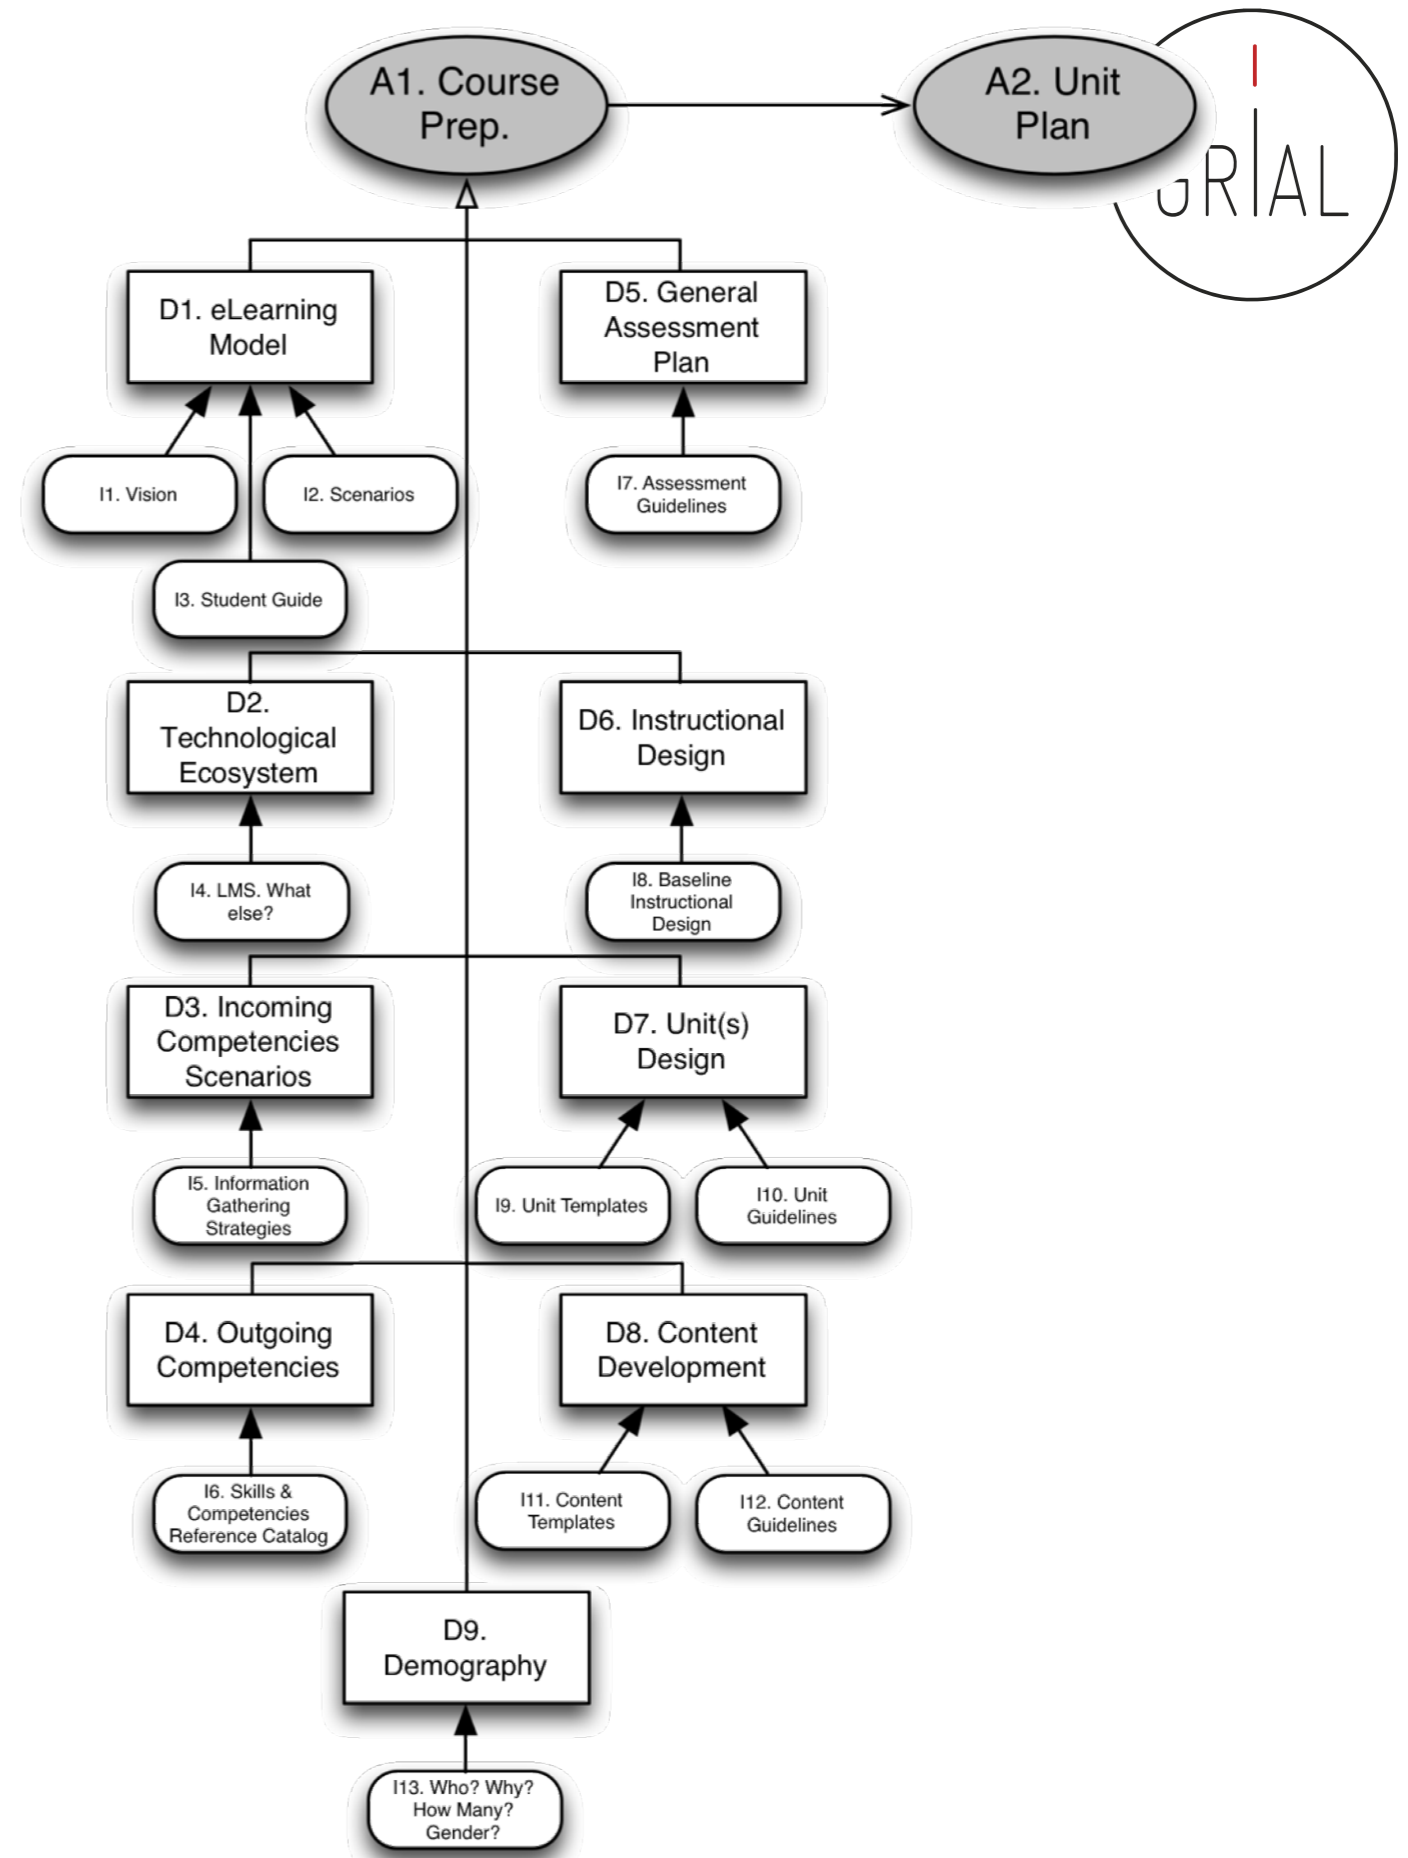 A1. Course
Prep.
A2. Unit
Plan
GRIAL
D1. eLearning
Model
D5. General
Assessment
Plan
I1. Vision
I2. Scenarios
I7. Assessment
Guidelines
I3. Student Guide
D2.
Technological
Ecosystem
D6. Instructional
Design
I4. LMS. What
else?
I8. Baseline
Instructional
Design
D3. Incoming
Competencies
Scenarios
D7. Unit(s)
Design
I5. Information
Gathering
Strategies
I9. Unit Templates
I10. Unit
Guidelines
D4. Outgoing
Competencies
D8. Content
Development
I6. Skills &
Competencies
Reference Catalog
I11. Content
Templates
I12. Content
Guidelines
D9.
Demography
I13. Who? Why?
How Many?
Gender?